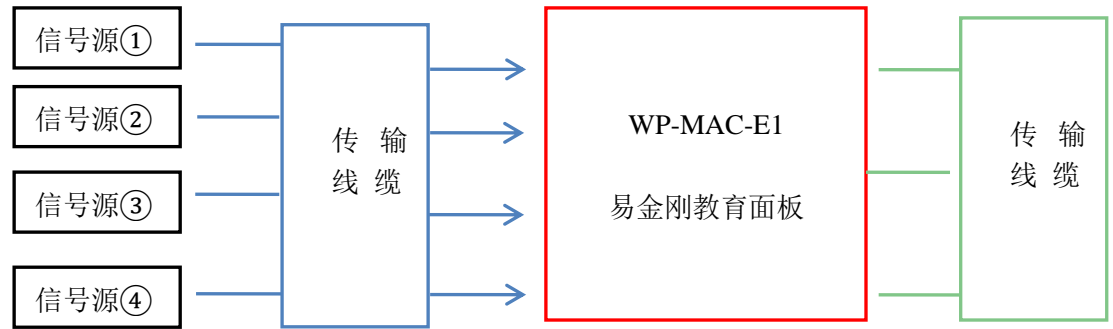 信号源①
信号源②
信号源③
信号源④
传 输
线 缆
WP-MAC-E1
易金刚教育面板
传 输
线 缆